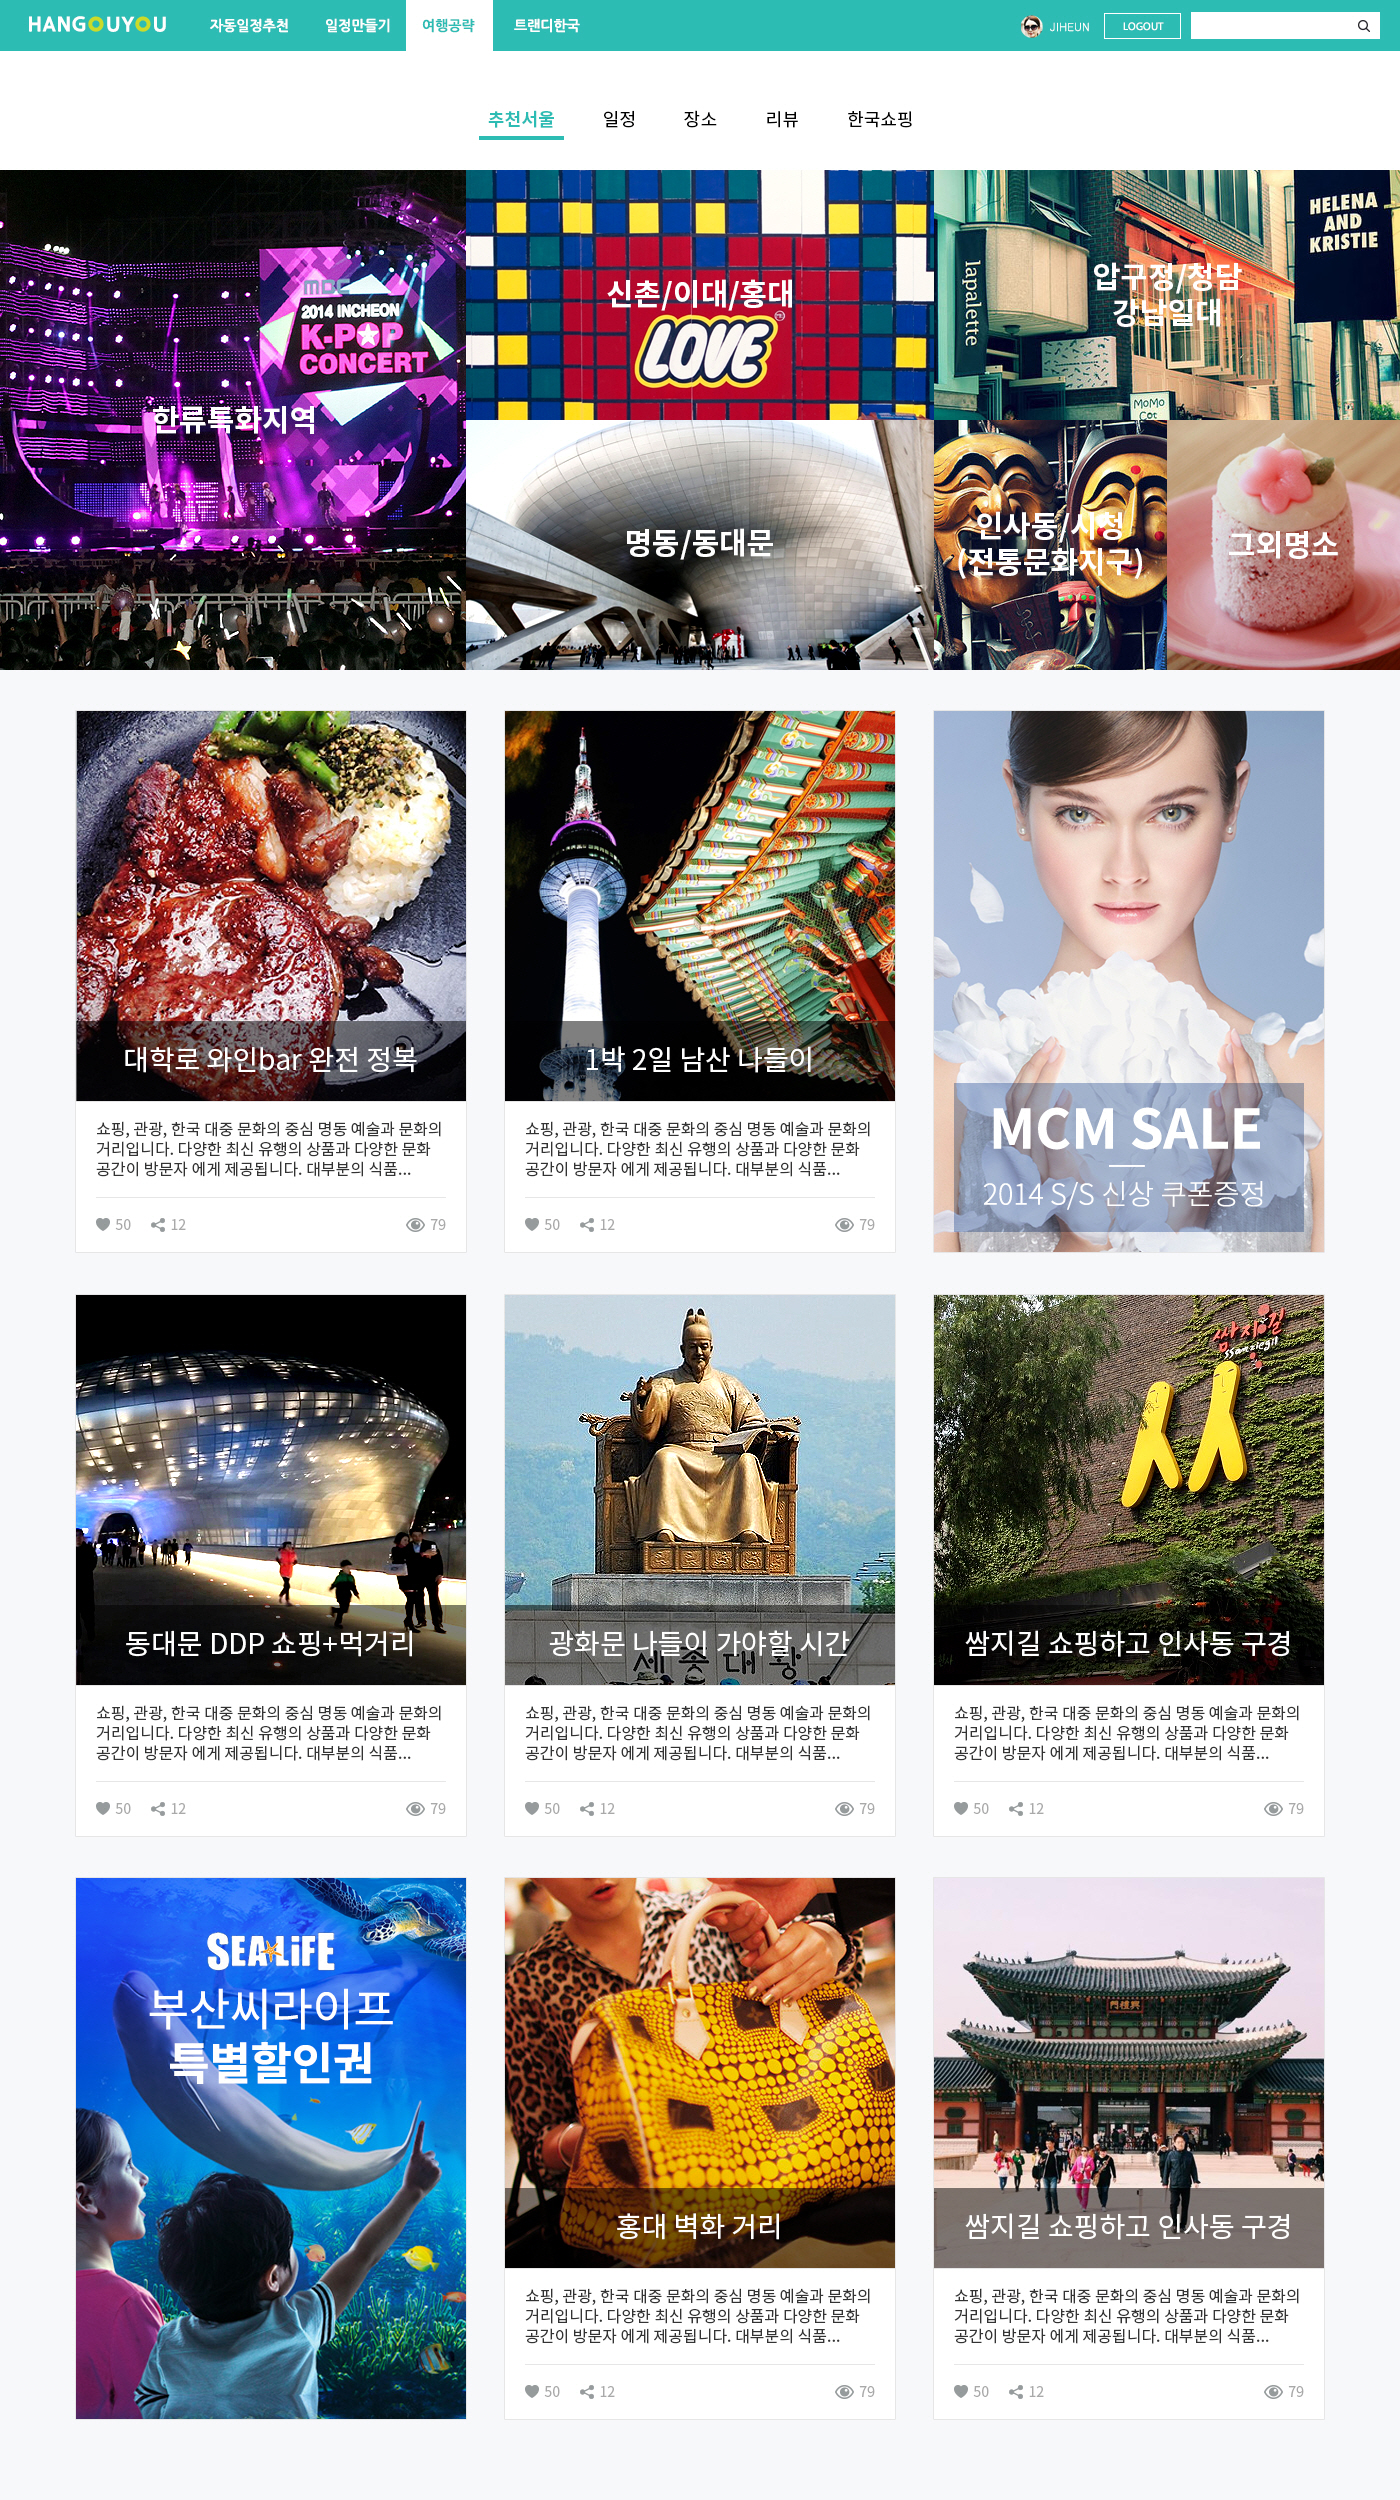 HANGOUYOU
자동일정추천
일정만들기
여행공략
트랜디한국
JIHEUN
LOGOUT
추천서울
일정
장소
리뷰
한국쇼핑
mbc
2014 INCHEON
K-POP
CONCERT
한류특화지역
신촌/이대/홍대
LOVE
HELENA
AND
KRISTIE
lapalette
압구정/청담
강남일대
MoMo
Cot
명동/동대문
인사동/시청
(전통문화지구)
그외명소
대학로 와인bar 완전 정복
쇼핑, 관광, 한국 대중 문화의 중심 명동 예술과 문화의
거리입니다. 다양한 최신 유행의 상품과 다양한 문화
공간이 방문자 에게 제공됩니다. 대부분의 식품...
50
12
79
1박 2일 남산 나들이
쇼핑, 관광, 한국 대중 문화의 중심 명동 예술과 문화의
거리입니다. 다양한 최신 유행의 상품과 다양한 문화
공간이 방문자 에게 제공됩니다. 대부분의 식품...
50
12
79
MCM SALE
2014 S/S 신상 쿠폰증정
동대문 DDP 쇼핑+먹거리
쇼핑, 관광, 한국 대중 문화의 중심 명동 예술과 문화의
거리입니다. 다양한 최신 유행의 상품과 다양한 문화
공간이 방문자 에게 제공됩니다. 대부분의 식품...
50
12
79
광화문 나들이 가야할 시간
세종대왕
쇼핑, 관광, 한국 대중 문화의 중심 명동 예술과 문화의
거리입니다. 다양한 최신 유행의 상품과 다양한 문화
공간이 방문자 에게 제공됩니다. 대부분의 식품...
50
12
79
쌈지길
ssamziegil
쌈지길 쇼핑하고 인사동 구경
쇼핑, 관광, 한국 대중 문화의 중심 명동 예술과 문화의
거리입니다. 다양한 최신 유행의 상품과 다양한 문화
공간이 방문자 에게 제공됩니다. 대부분의 식품...
50
12
79
SEALiFE
부산씨라이프
특별할인권
홍대 벽화 거리
쇼핑, 관광, 한국 대중 문화의 중심 명동 예술과 문화의
거리입니다. 다양한 최신 유행의 상품과 다양한 문화
공간이 방문자 에게 제공됩니다. 대부분의 식품...
50
12
79
門禮興
쌈지길 쇼핑하고 인사동 구경
쇼핑, 관광, 한국 대중 문화의 중심 명동 예술과 문화의
거리입니다. 다양한 최신 유행의 상품과 다양한 문화
공간이 방문자 에게 제공됩니다. 대부분의 식품...
50
12
79